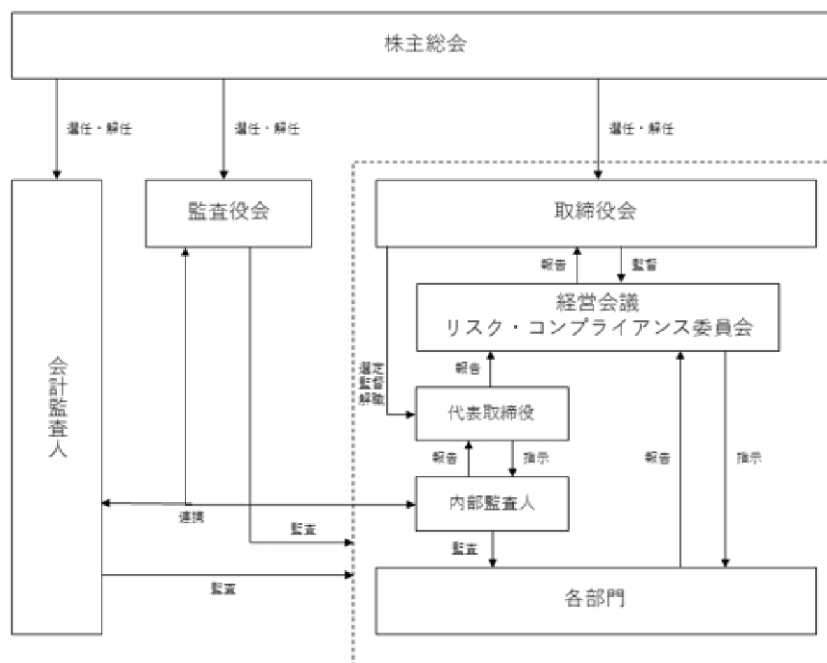 株主総会
選任・解任
選任・解任
選任・解任
監査役会
取締役会
報告
監督
経営会議
リスク・コンプライアンス委員会
会計監査人
選定
監督
解職
報告
代表取締役
報告
指示
報告
指示
内部監査人
連携
監査
監査
監査
各部門